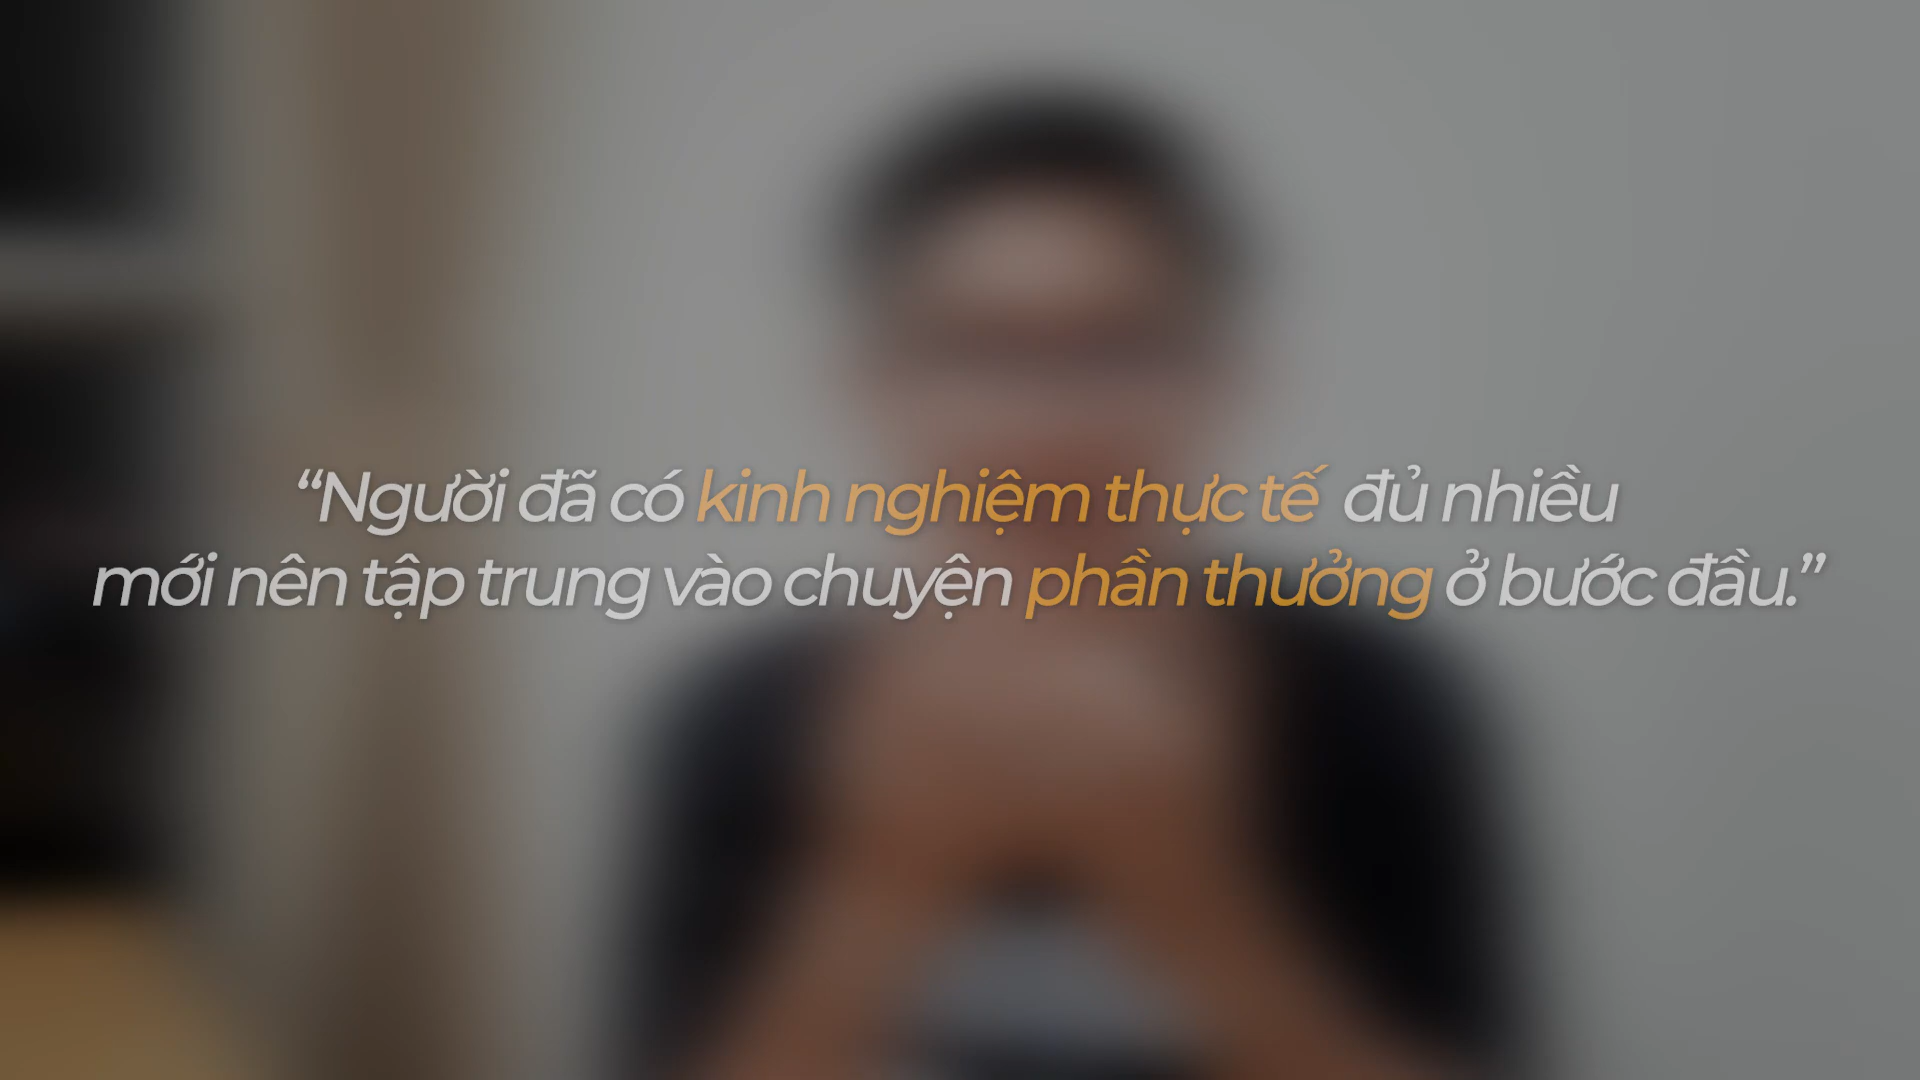 “Người đã có kinh nghiệm thực tế đủ nhiều
mới nên tập trung vào chuyện phần thưởng ở bước đầu.”